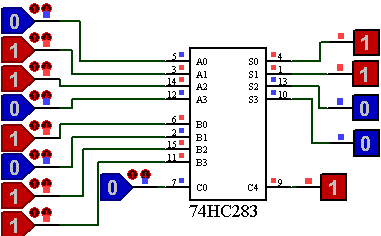 0
1
1
0
1
0
1
1
0
5 A0 S0 4 1
3 A1 S1 1 1
14 A2 S2 13 0
12 A3 S3 10 0
6 B0
2 B1
15 B2
11 B3
7 C0 C4 9 1
74HC283